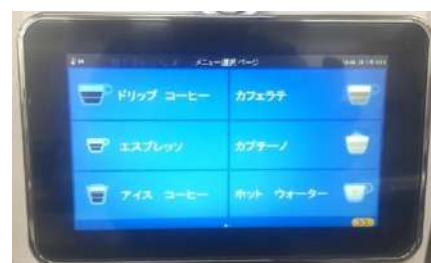 メニュー選択 ページ
ドリップ コーヒー
カフェラテ
エスプレッソ
カプチーノ
アイス コーヒー
ホット ウォーター